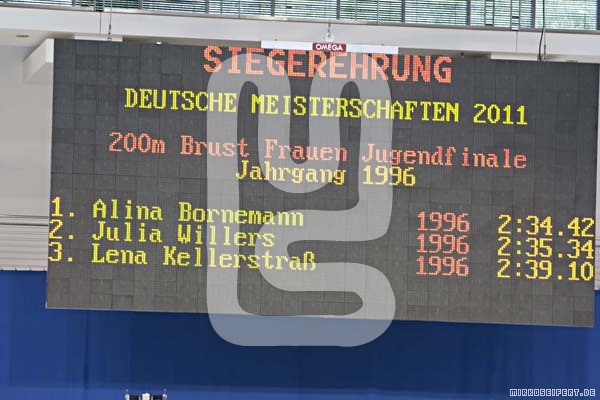 OMEGA
SIEGEREHRUNG
DEUTSCHE MEISTERSCHAFTEN 2011
200m Brust Frauen Jugendfinale
Jahrgang 1996
1. Alina Bornemann 1996 2:34.42
2. Julia Willers 1996 2:35.34
3. Lena Kellerstraß 1996 2:39.10
MIRKOSEIFERT.DE